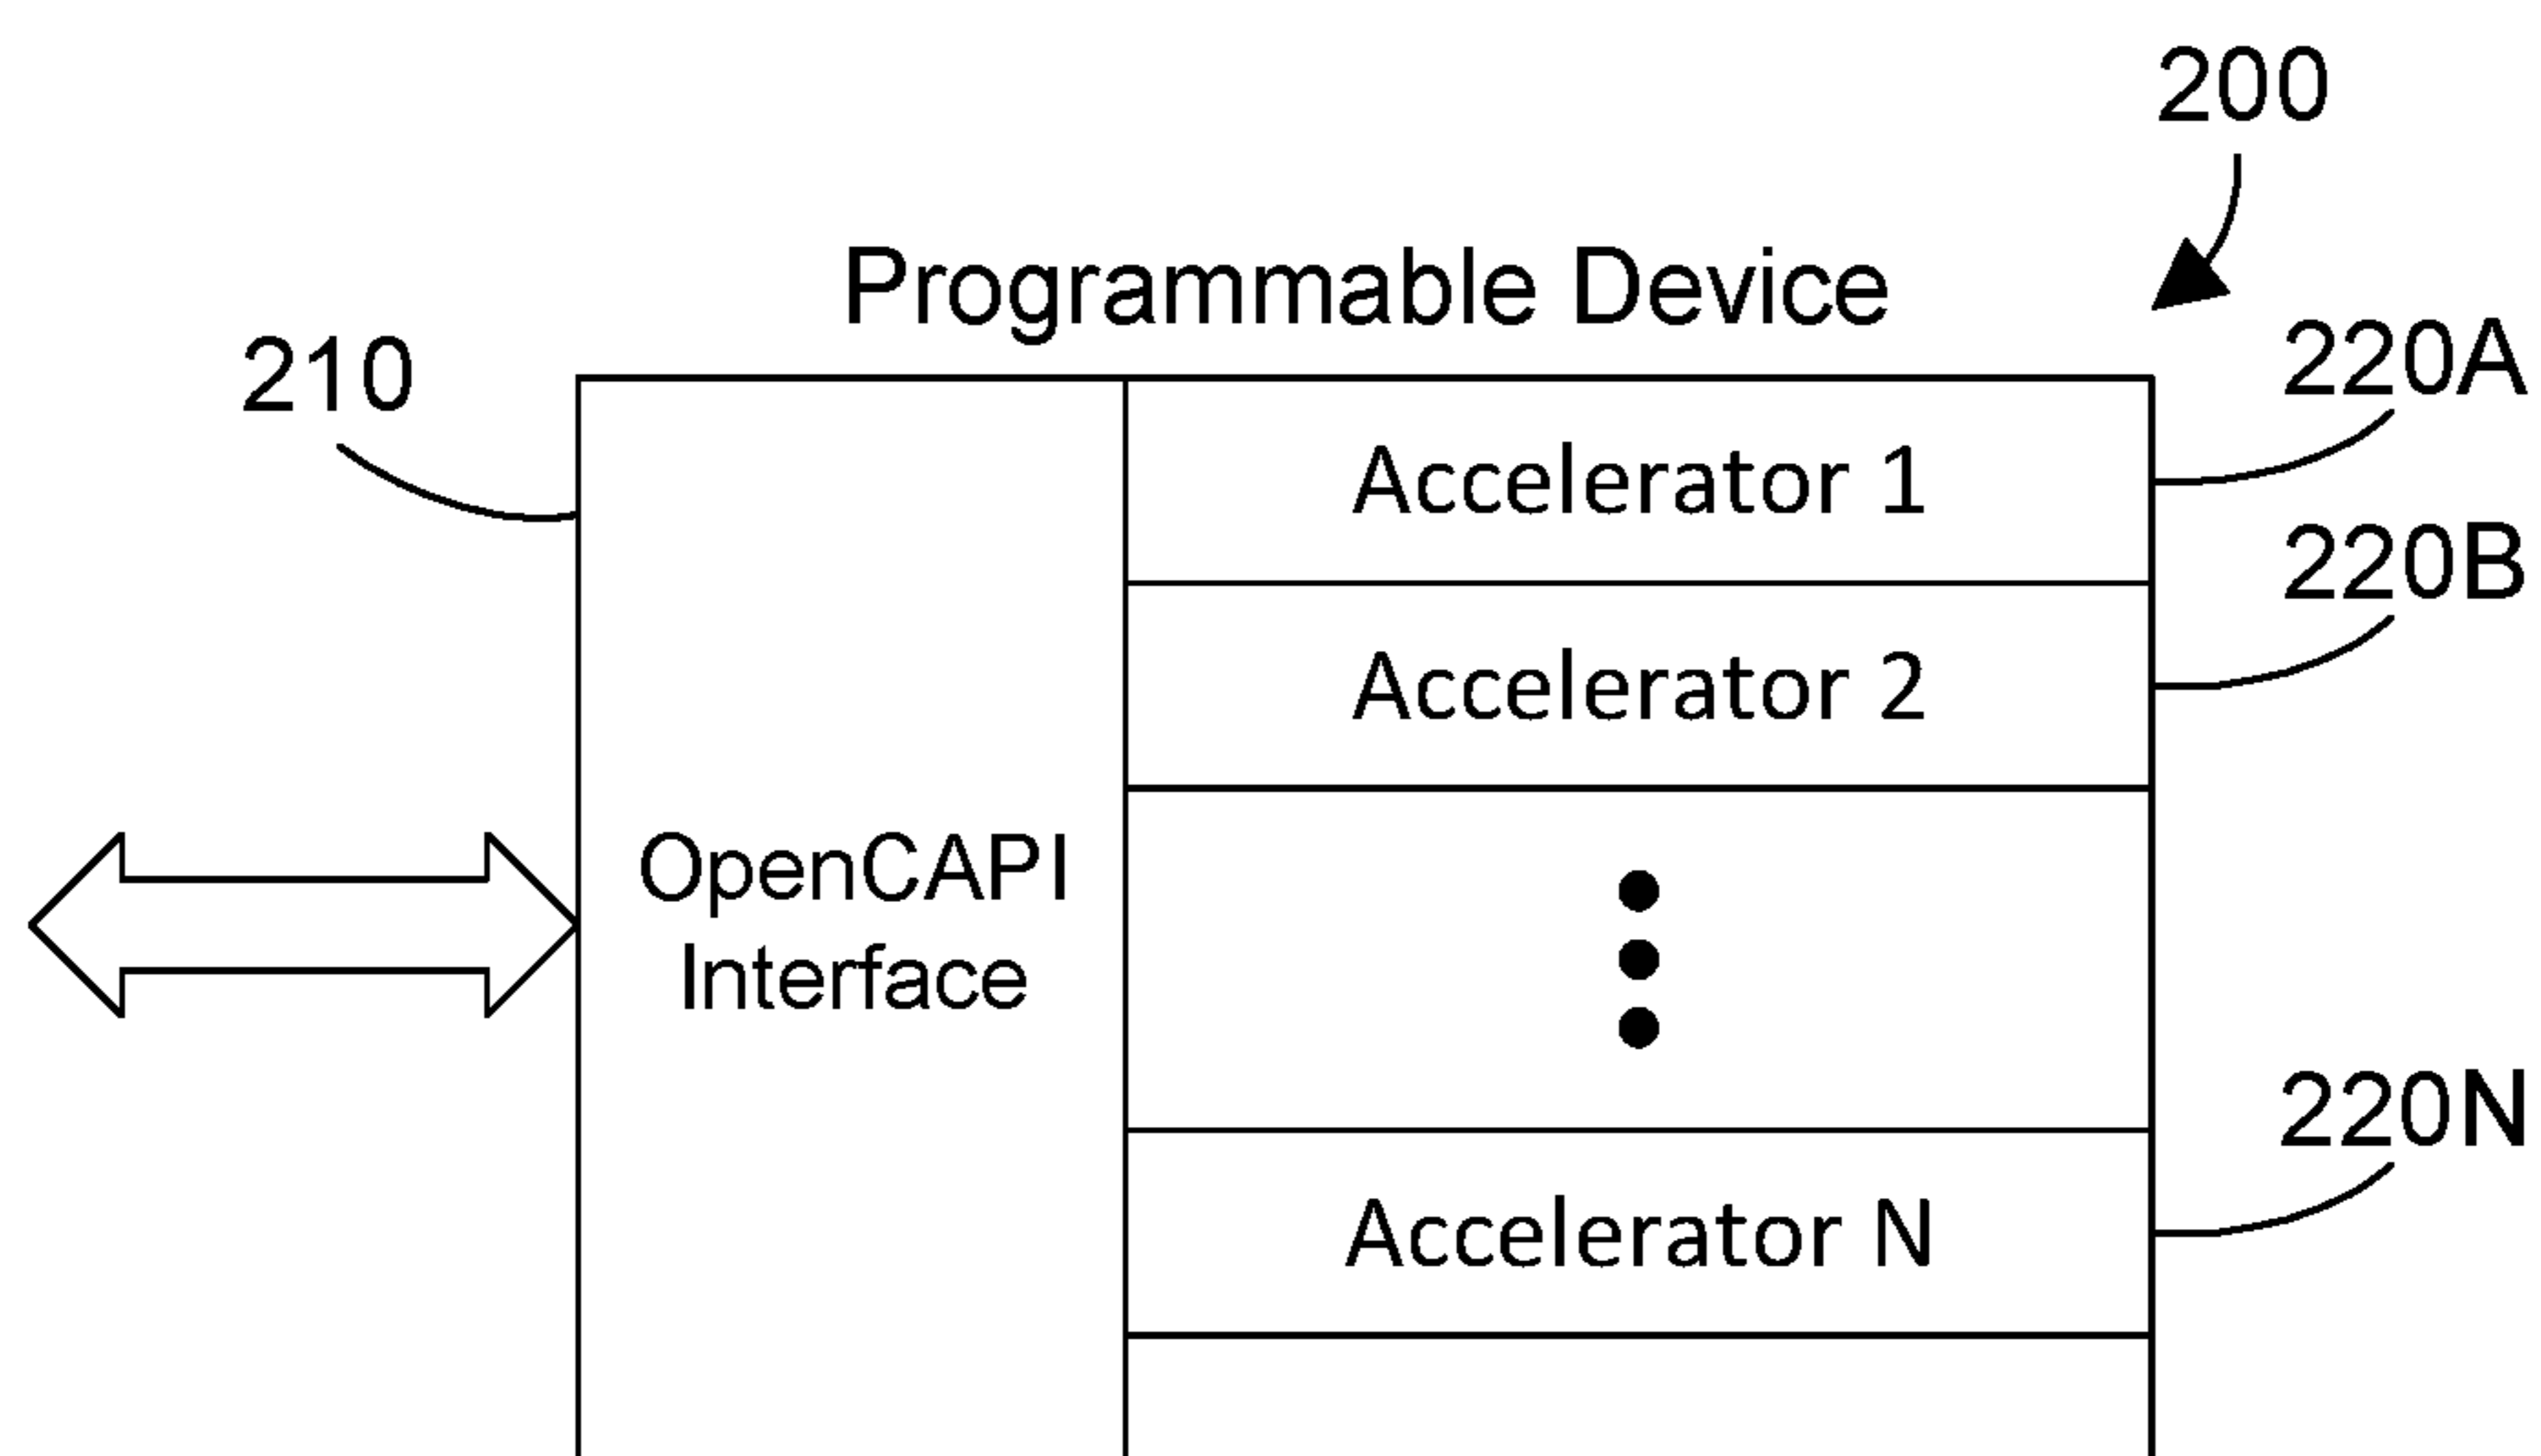 200
Programmable Device
210
220A
Accelerator 1
220B
Accelerator 2
OpenCAPI
Interface
220N
Accelerator N